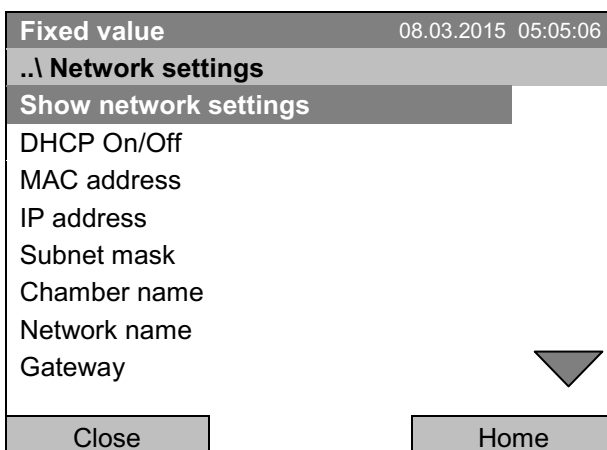 Fixed value 08.03.2015 05:05:06
..\ Network settings
Show network settings
DHCP On/Off
MAC address
IP address
Subnet mask
Chamber name
Network name
Gateway
Close Home